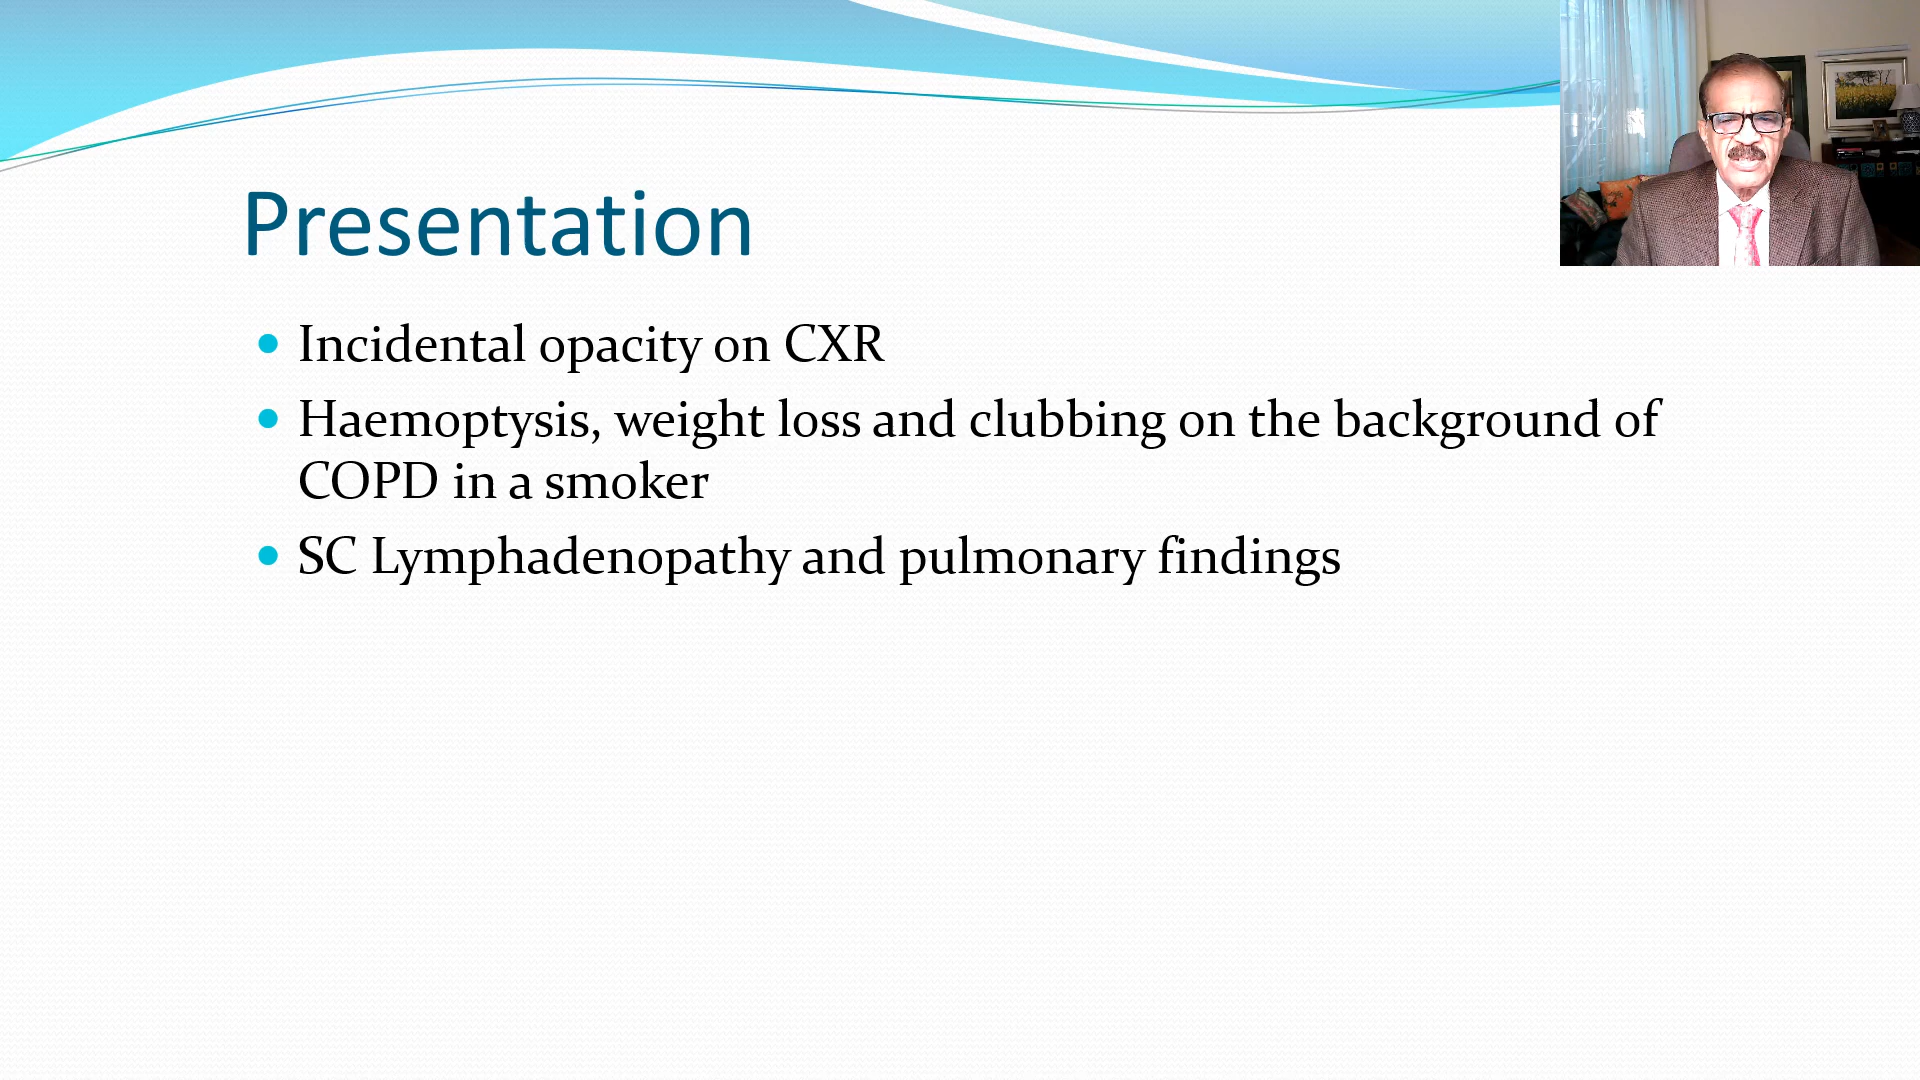 Presentation
Incidental opacity on CXR
Haemoptysis, weight loss and clubbing on the background of
COPD in a smoker
SC Lymphadenopathy and pulmonary findings